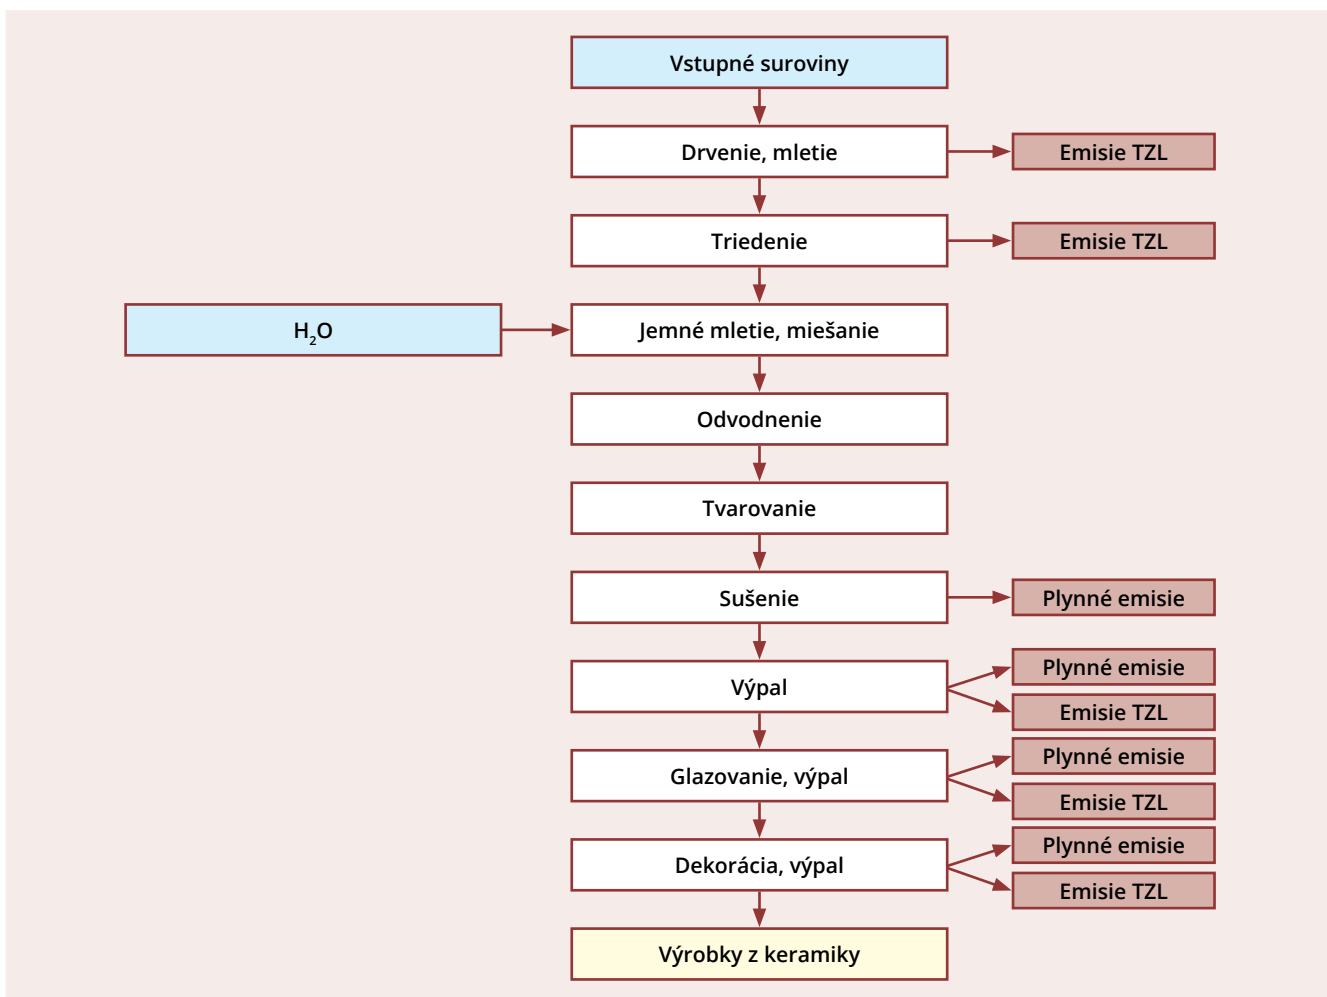 Vstupné suroviny
Drvenie, mletie
Emisie TZL
Triedenie
Emisie TZL
H₂O
Jemné mletie, miešanie
Odvodnenie
Tvarovanie
Sušenie
Plynné emisie
Výpal
Plynné emisie
Emisie TZL
Glazovanie, výpal
Plynné emisie
Emisie TZL
Dekorácia, výpal
Plynné emisie
Emisie TZL
Výrobky z keramiky